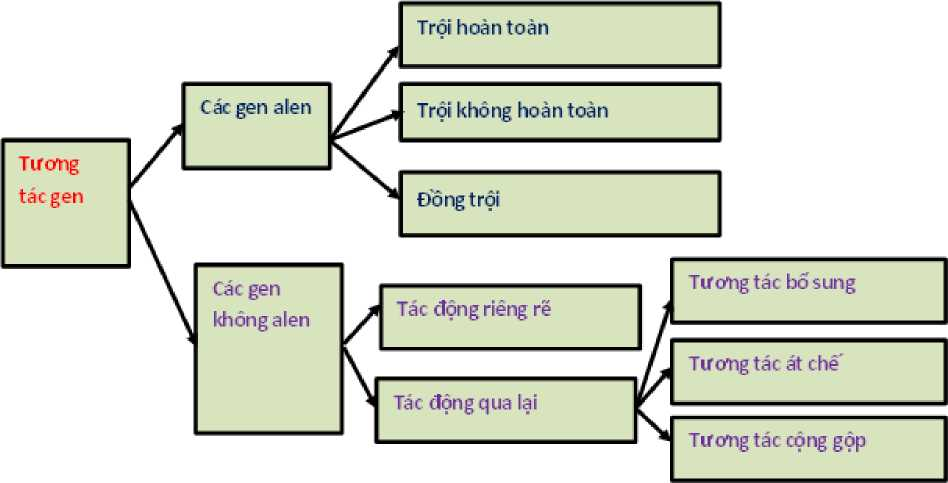 Tương
tác gen
Các gen alen
Trội hoàn toàn
Trội không hoàn toàn
Đồng trội
Các gen
không alen
Tác động riêng rẽ
Tác động qua lại
Tương tác bổ sung
Tương tác át chế
Tương tác cộng gộp